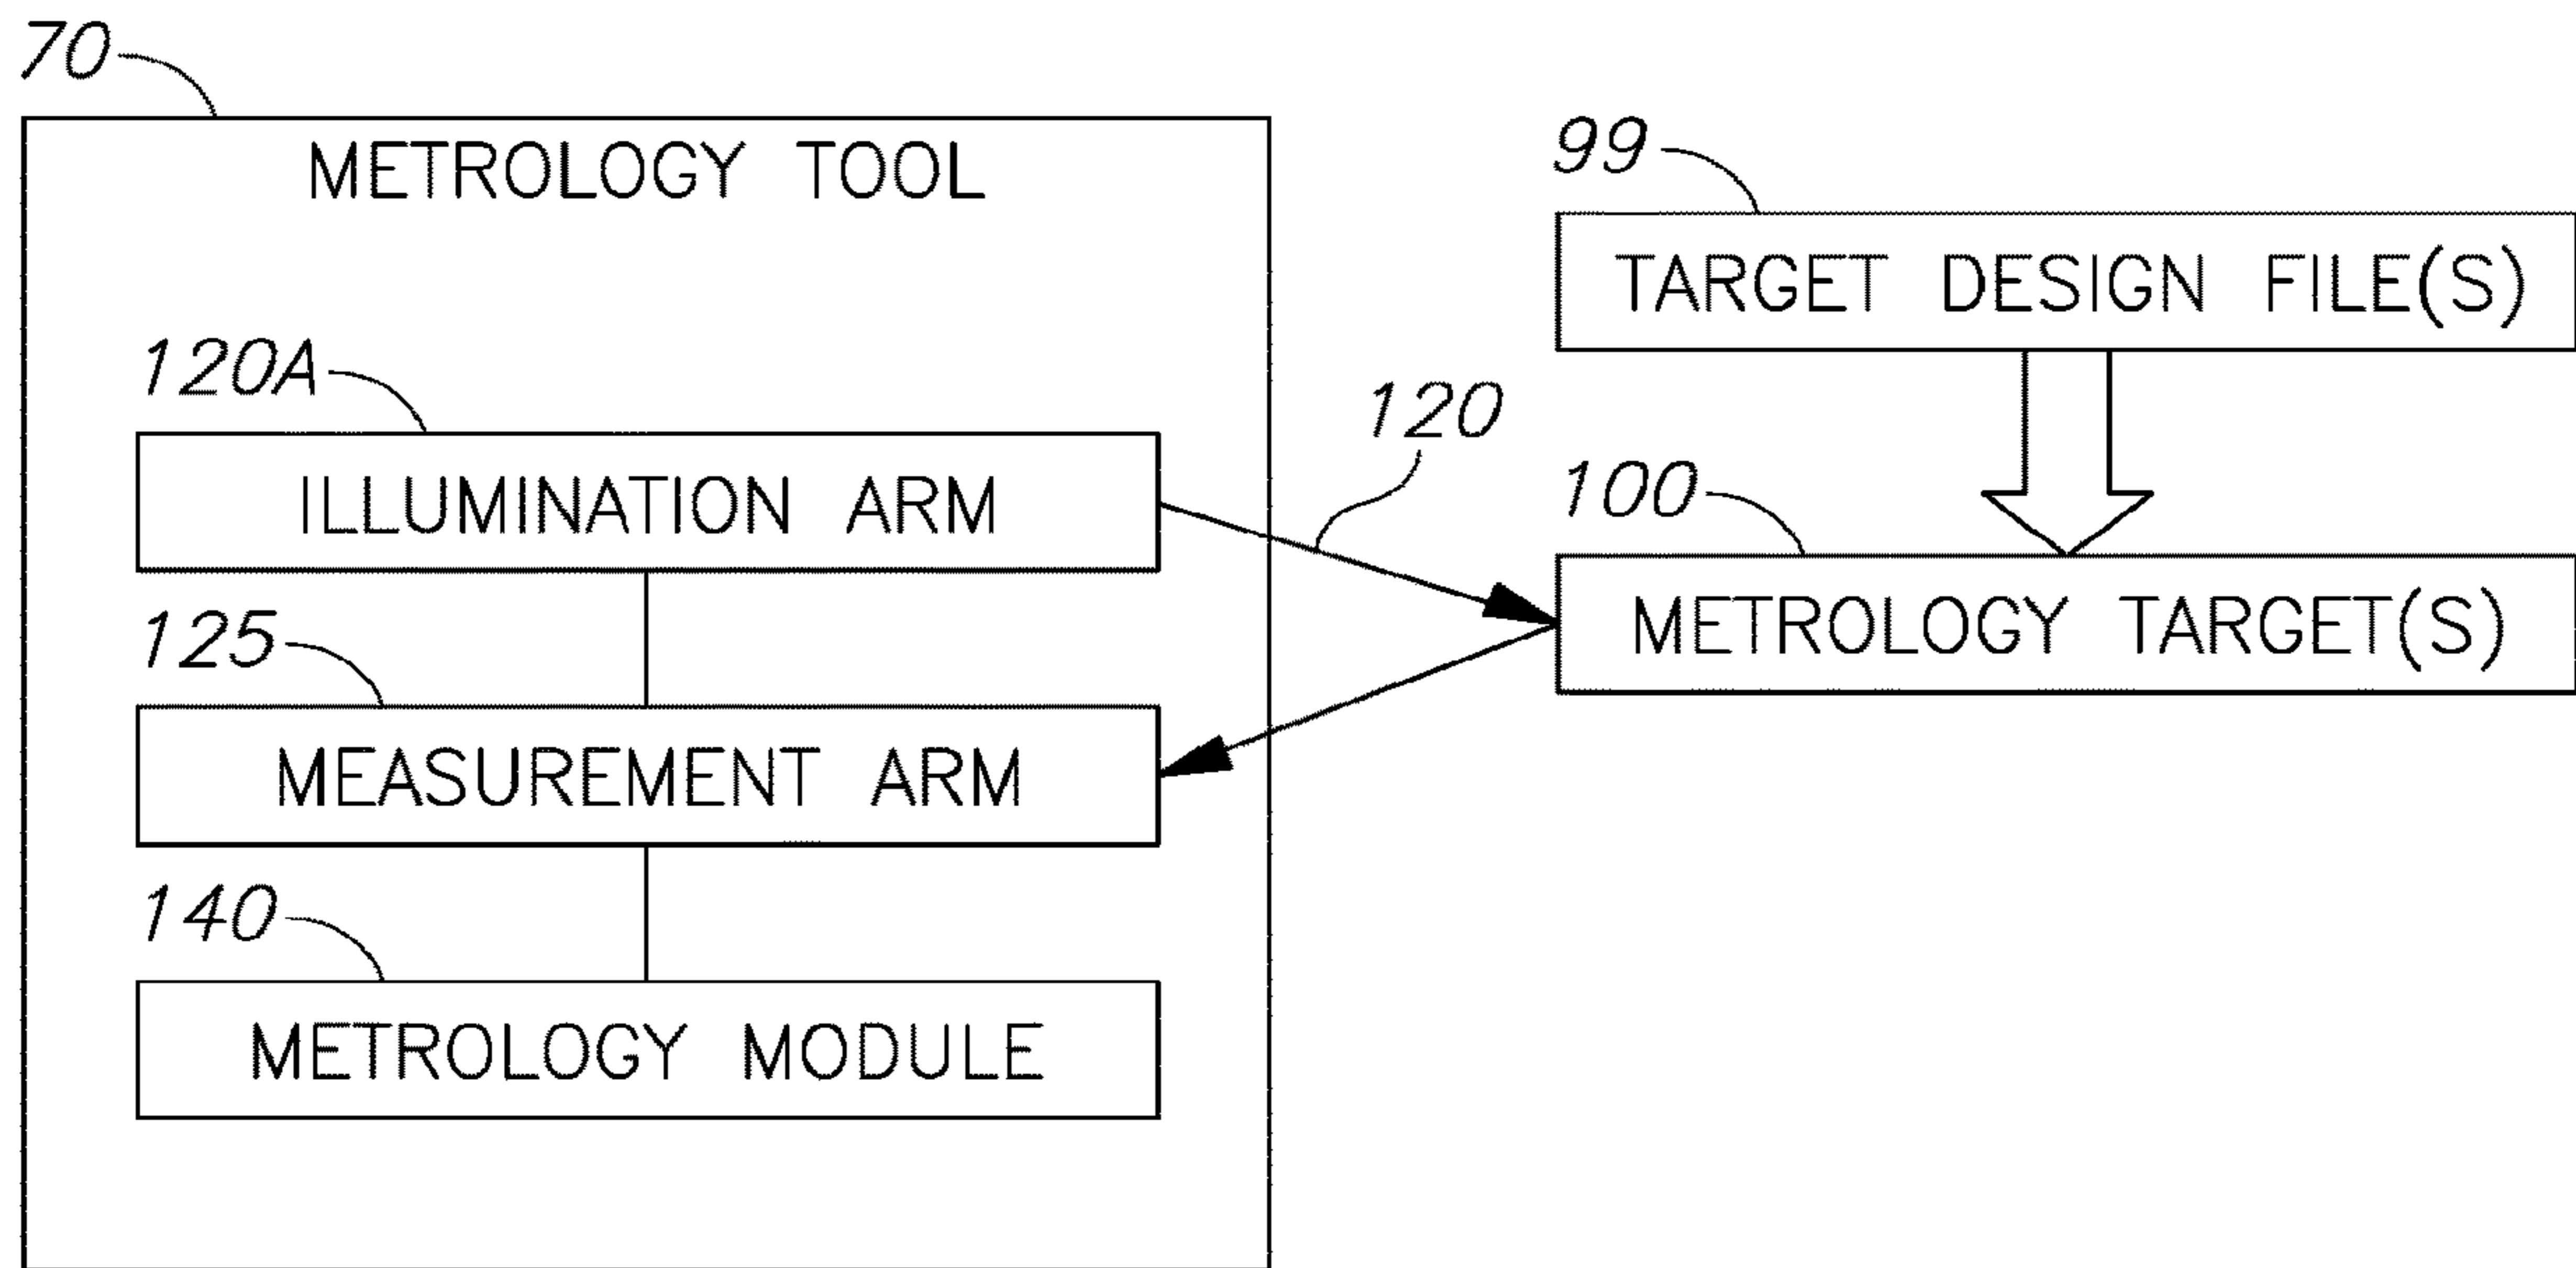 70
METROLOGY TOOL
99
TARGET DESIGN FILE(S)
120A
120
ILLUMINATION ARM
100
METROLOGY TARGET(S)
125
MEASUREMENT ARM
140
METROLOGY MODULE